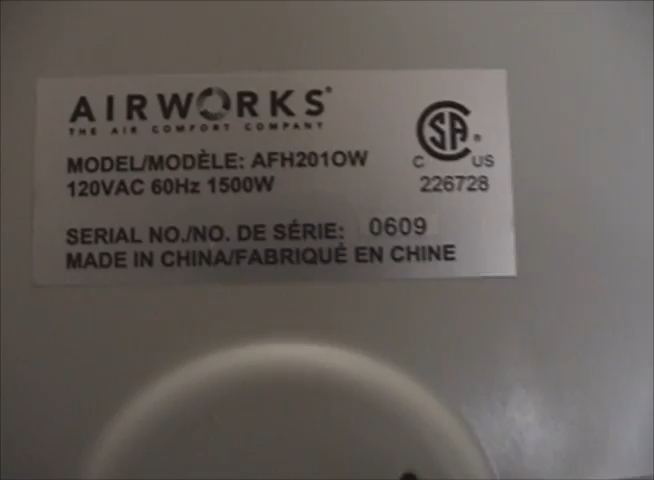 AIRWORKS®
THE AIR COMFORT COMPANY
MODEL/MODÈLE: AFH201OW
120VAC 60Hz 1500W
SERIAL NO./NO. DE SÉRIE: 0609
MADE IN CHINA/FABRIQUÉ EN CHINE
SA®
C US
226728